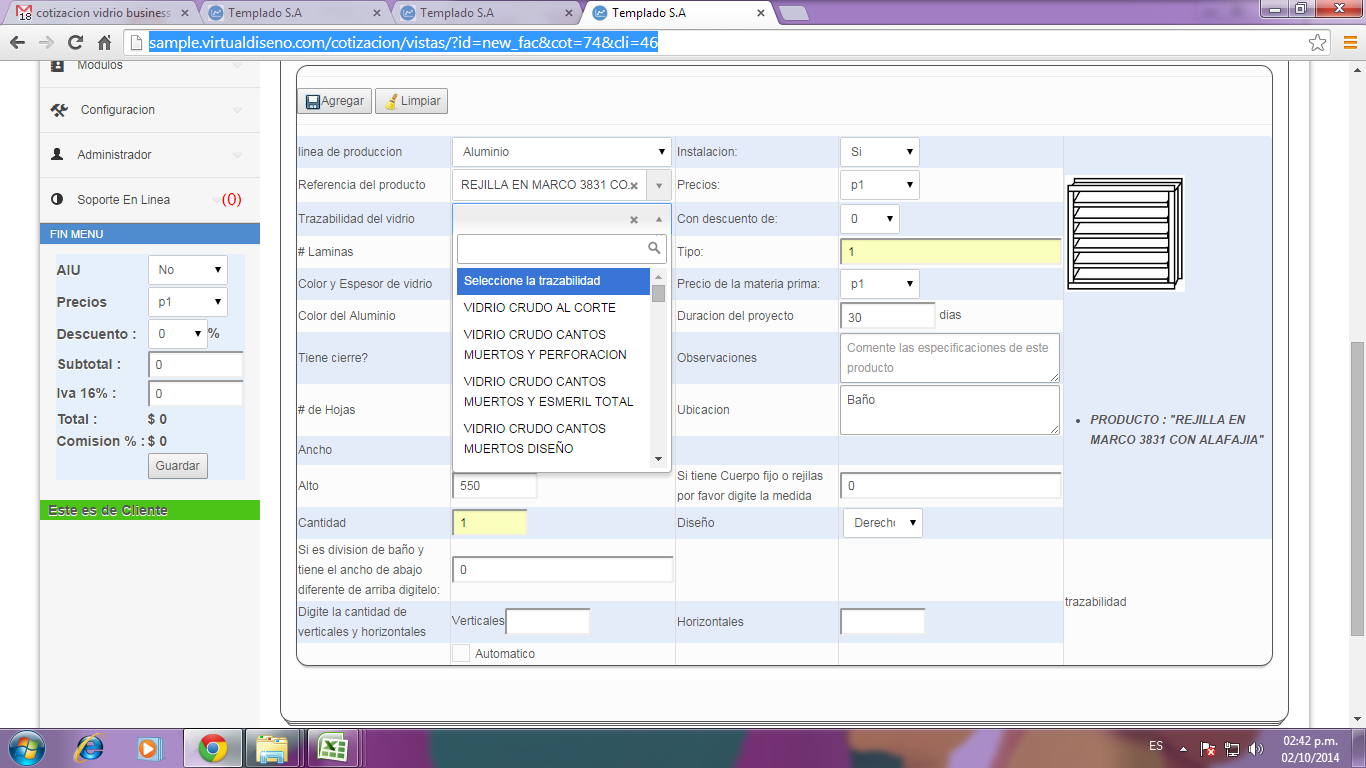 18
cotizacion vidrio business
Templado S.A
Templado S.A
Templado S.A
sample.virtualdiseno.com/cotizacion/vistas/?id=new_fac&cot=74&cli=46
Modulos
Configuracion
Administrador
Soporte En Linea (0)
FIN MENU
AIU No
Precios p1
Descuento : 0 %
Subtotal : 0
Iva 16% : 0
Total : $ 0
Comision % : $ 0
Guardar
Este es de Cliente
Agregar Limpiar
linea de produccion Aluminio Instalacion: Si
Referencia del producto REJILLA EN MARCO 3831 CO... Precios: p1
Trazabilidad del vidrio Con descuento de: 0
# Laminas Tipo: 1
Seleccione la trazabilidad
VIDRIO CRUDO AL CORTE
VIDRIO CRUDO CANTOS
MUERTOS Y PERFORACION
VIDRIO CRUDO CANTOS
MUERTOS Y ESMERIL TOTAL
VIDRIO CRUDO CANTOS
MUERTOS DISEÑO
Color y Espesor de vidrio Precio de la materia prima: p1
Color del Aluminio Duracion del proyecto 30 dias
Tiene cierre? Observaciones Comente las especificaciones de este
producto
# de Hojas Ubicacion Baño
Ancho
Alto 550 Si tiene Cuerpo fijo o rejilas
por favor digite la medida 0
Cantidad 1 Diseño Derecho
Si es division de baño y
tiene el ancho de abajo
diferente de arriba digitelo: 0
Digite la cantidad de
verticales y horizontales Verticales Horizontales
Automatico
PRODUCTO : "REJILLA EN
MARCO 3831 CON ALAFAJIA"
trazabilidad
ES
02:42 p.m.
02/10/2014